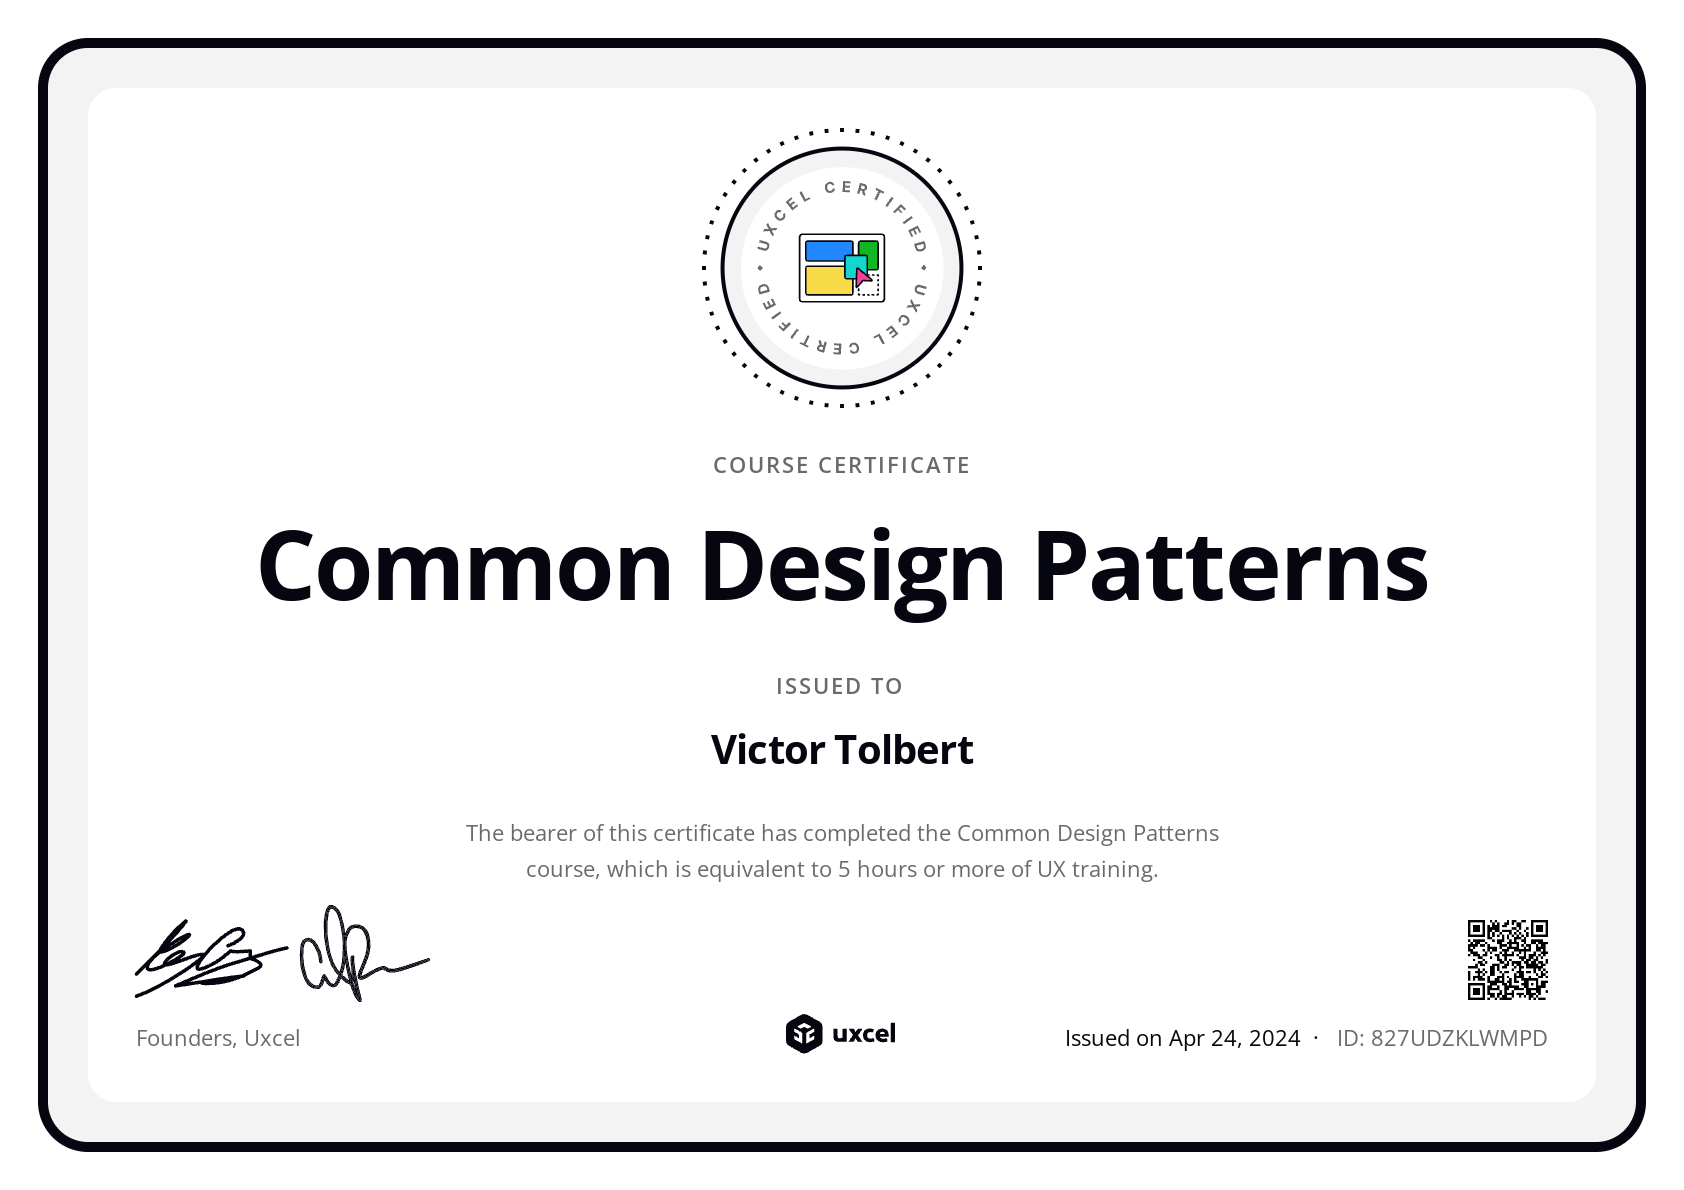 UXCEL CERTIFIED • UXCEL CERTIFIED •
COURSE CERTIFICATE
Common Design Patterns
ISSUED TO
Victor Tolbert
The bearer of this certificate has completed the Common Design Patterns
course, which is equivalent to 5 hours or more of UX training.
Founders, Uxcel
uxcel
Issued on Apr 24, 2024 · ID: 827UDZKLWMPD